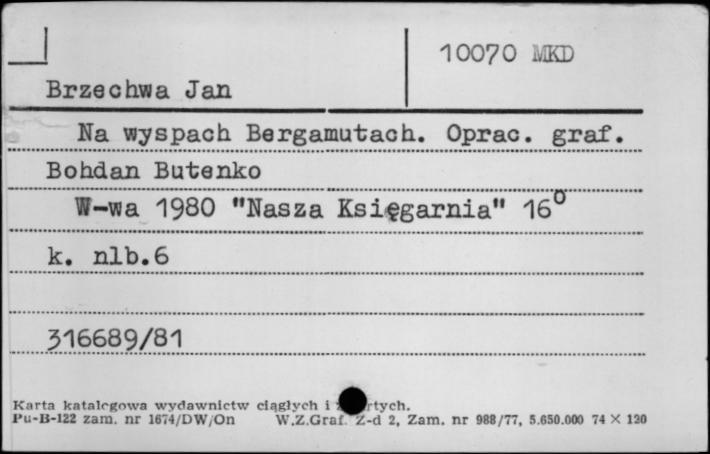 10070 MKD
Brzechwa Jan
Na wyspach Bergamutach. Oprac. graf.
Bohdan Butenko
W-wa 1980 "Nasza Księgarnia" 16°
k. nlb.6
316689/81
Karta katalogowa wydawnictw ciągłych i
Pu-B-122 zam. nr 1674/DW/On W.Z.Graf. Z-d 2, Zam. nr 988/77, 5.650.000 74 X 120